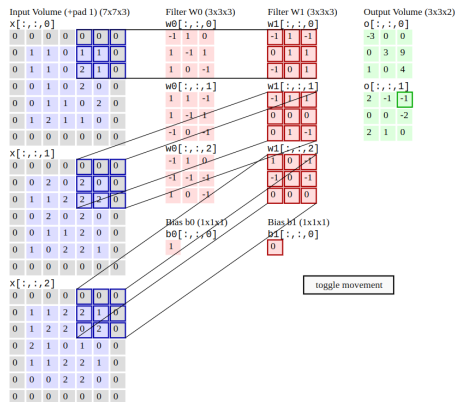 Input Volume (+pad 1) (7x7x3)
x[:,:,0]
0 0 0 0 0 0 0
0 1 1 0 1 1 0
0 1 1 0 2 1 0
0 0 1 0 2 0 0
0 0 1 1 0 2 0
0 1 2 1 1 0 0
0 0 0 0 0 0 0
x[:,:,1]
0 0 0 0 0 0 0
0 0 2 0 2 0 0
0 0 2 2 2 2 0
0 0 2 0 2 0 0
0 0 1 1 2 0 0
0 1 0 2 2 1 0
0 0 0 0 0 0 0
x[:,:,2]
0 0 0 0 0 0 0
0 1 1 2 2 1 0
0 1 2 2 0 2 0
0 2 1 0 1 0 0
0 1 1 2 2 1 0
0 0 0 2 2 0 0
0 0 0 0 0 0 0
Filter W0 (3x3x3)
w0[:,:,0]
-1 1 0
1 -1 1
1 0 -1
w0[:,:,1]
1 1 -1
1 -1 1
-1 0 -1
w0[:,:,2]
-1 1 0
-1 -1 -1
1 0 -1
Bias b0 (1x1x1)
b0[:,:,0]
1
Filter W1 (3x3x3)
w1[:,:,0]
-1 1 -1
-1 -1 1
-1 0 1
w1[:,:,1]
-1 1 1
0 0 0
0 1 -1
w1[:,:,2]
1 0 -1
-1 0 -1
-1 0 0
Bias b1 (1x1x1)
b1[:,:,0]
0
Output Volume (3x3x2)
o[:,:,0]
-3 0 0
0 3 9
1 0 4
o[:,:,1]
2 -1 -1
0 0 -2
2 1 0
toggle movement